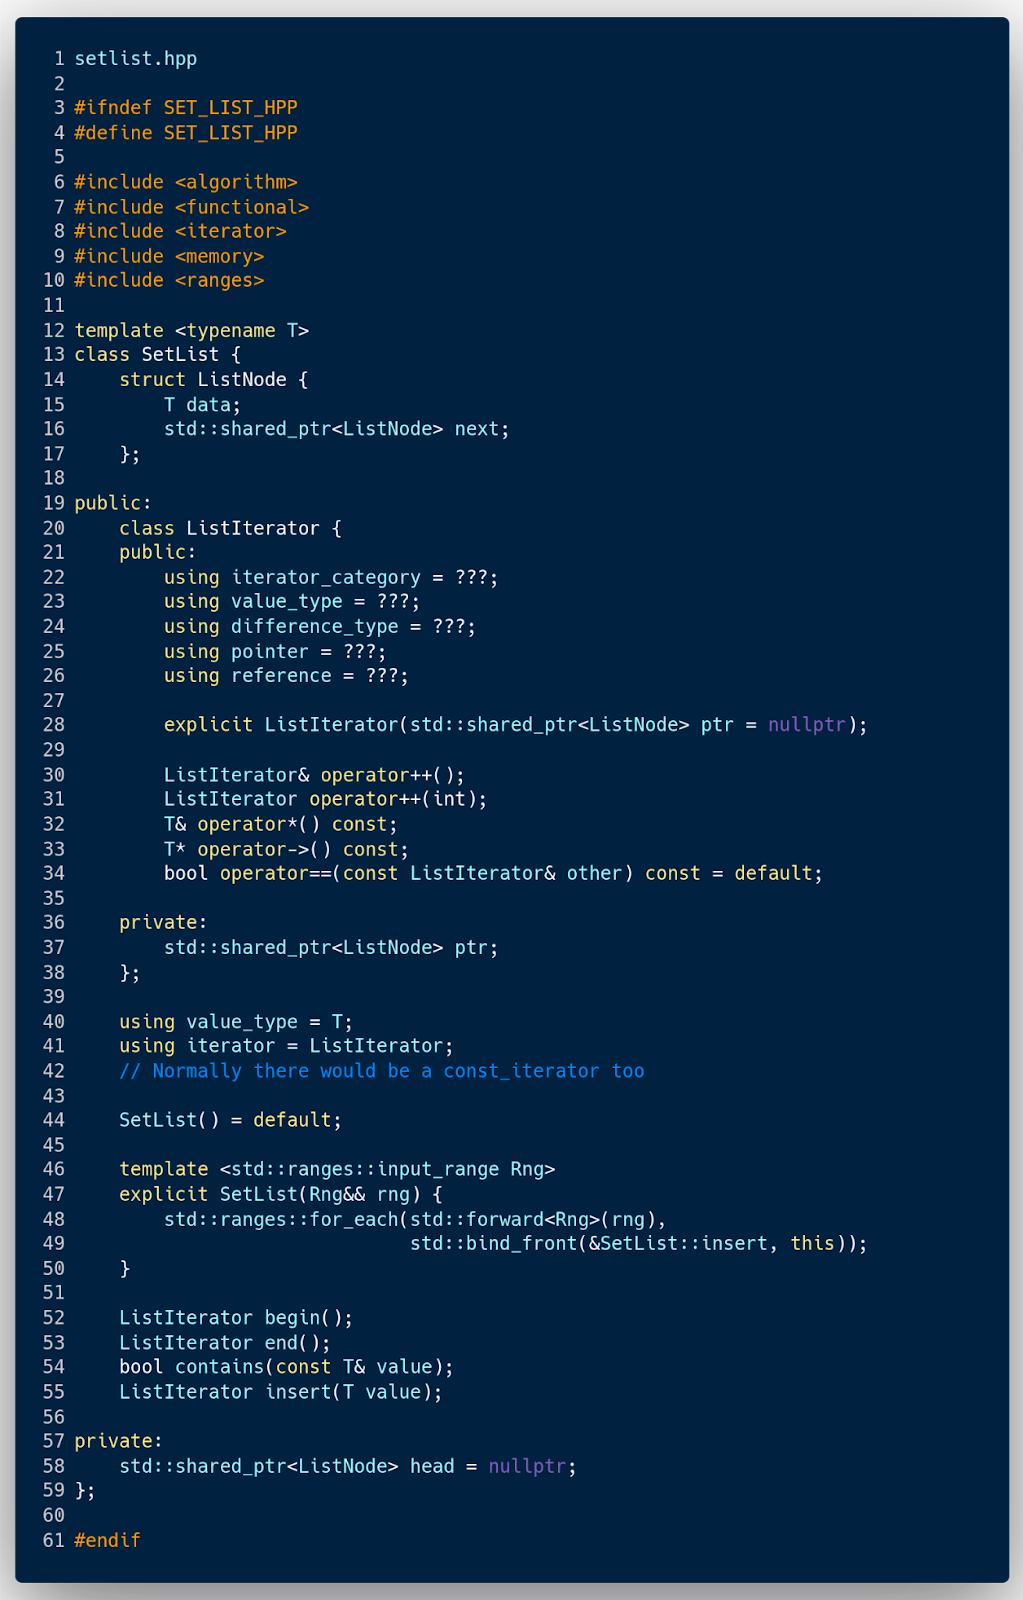 1 setlist.hpp
2
3 #ifndef SET_LIST_HPP
4 #define SET_LIST_HPP
5
6 #include <algorithm>
7 #include <functional>
8 #include <iterator>
9 #include <memory>
10 #include <ranges>
11
12 template <typename T>
13 class SetList {
14     struct ListNode {
15         T data;
16         std::shared_ptr<ListNode> next;
17     };
18
19 public:
20     class ListIterator {
21     public:
22         using iterator_category = ???;
23         using value_type = ???;
24         using difference_type = ???;
25         using pointer = ???;
26         using reference = ???;
27
28         explicit ListIterator(std::shared_ptr<ListNode> ptr = nullptr);
29
30         ListIterator& operator++();
31         ListIterator operator++(int);
32         T& operator*() const;
33         T* operator->() const;
34         bool operator==(const ListIterator& other) const = default;
35
36     private:
37         std::shared_ptr<ListNode> ptr;
38     };
39
40     using value_type = T;
41     using iterator = ListIterator;
42     // Normally there would be a const_iterator too
43
44     SetList() = default;
45
46     template <std::ranges::input_range Rng>
47     explicit SetList(Rng&& rng) {
48         std::ranges::for_each(std::forward<Rng>(rng),
49                               std::bind_front(&SetList::insert, this));
50     }
51
52     ListIterator begin();
53     ListIterator end();
54     bool contains(const T& value);
55     ListIterator insert(T value);
56
57 private:
58     std::shared_ptr<ListNode> head = nullptr;
59 };
60
61 #endif